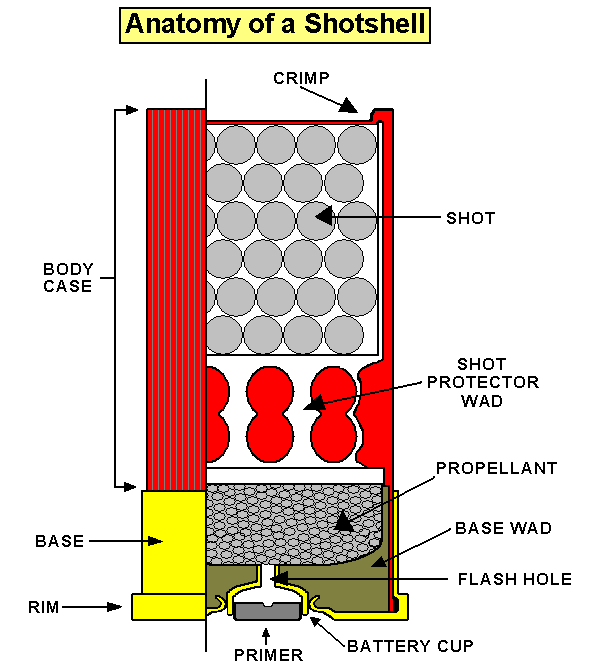 Anatomy of a Shotshell
CRIMP
SHOT
BODY
CASE
SHOT
PROTECTOR
WAD
PROPELLANT
BASE WAD
BASE
FLASH HOLE
RIM
BATTERY CUP
PRIMER